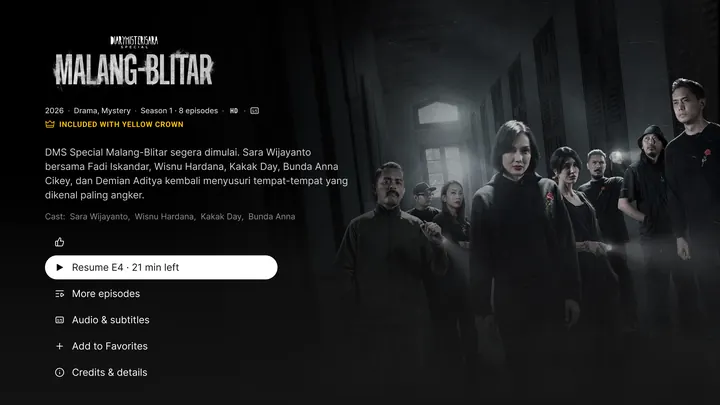 DIARYMISTERISARA
SPECIAL
MALANG-BLITAR
2026 · Drama, Mystery · Season 1 · 8 episodes · HD ·
INCLUDED WITH YELLOW CROWN
DMS Special Malang-Blitar segera dimulai. Sara Wijayanto
bersama Fadi Iskandar, Wisnu Hardana, Kakak Day, Bunda Anna
Cikey, dan Demian Aditya kembali menyusuri tempat-tempat yang
dikenal paling angker.
Cast: Sara Wijayanto, Wisnu Hardana, Kakak Day, Bunda Anna
Resume E4 · 21 min left
More episodes
Audio & subtitles
Add to Favorites
Credits & details